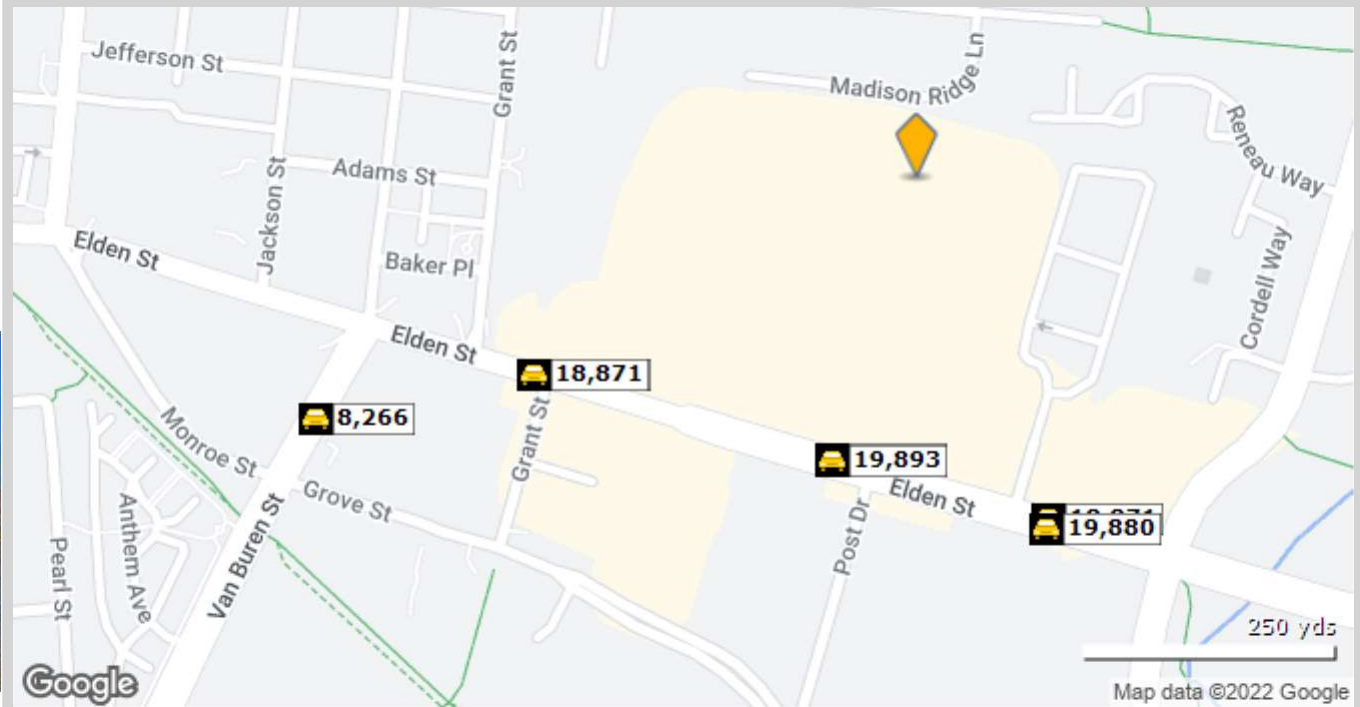 Jefferson St
Grant St
Madison Ridge Ln
Reneau Way
Adams St
Jackson St
Elden St
Baker Pl
Cordell Way
Elden St
18,871
8,266
Monroe St
Grant St
19,893
Elden St
Grove St
19,880
Anthem Ave
Pearl St
Post Dr
Van Buren St
250 yds
Google
Map data ©2022 Google